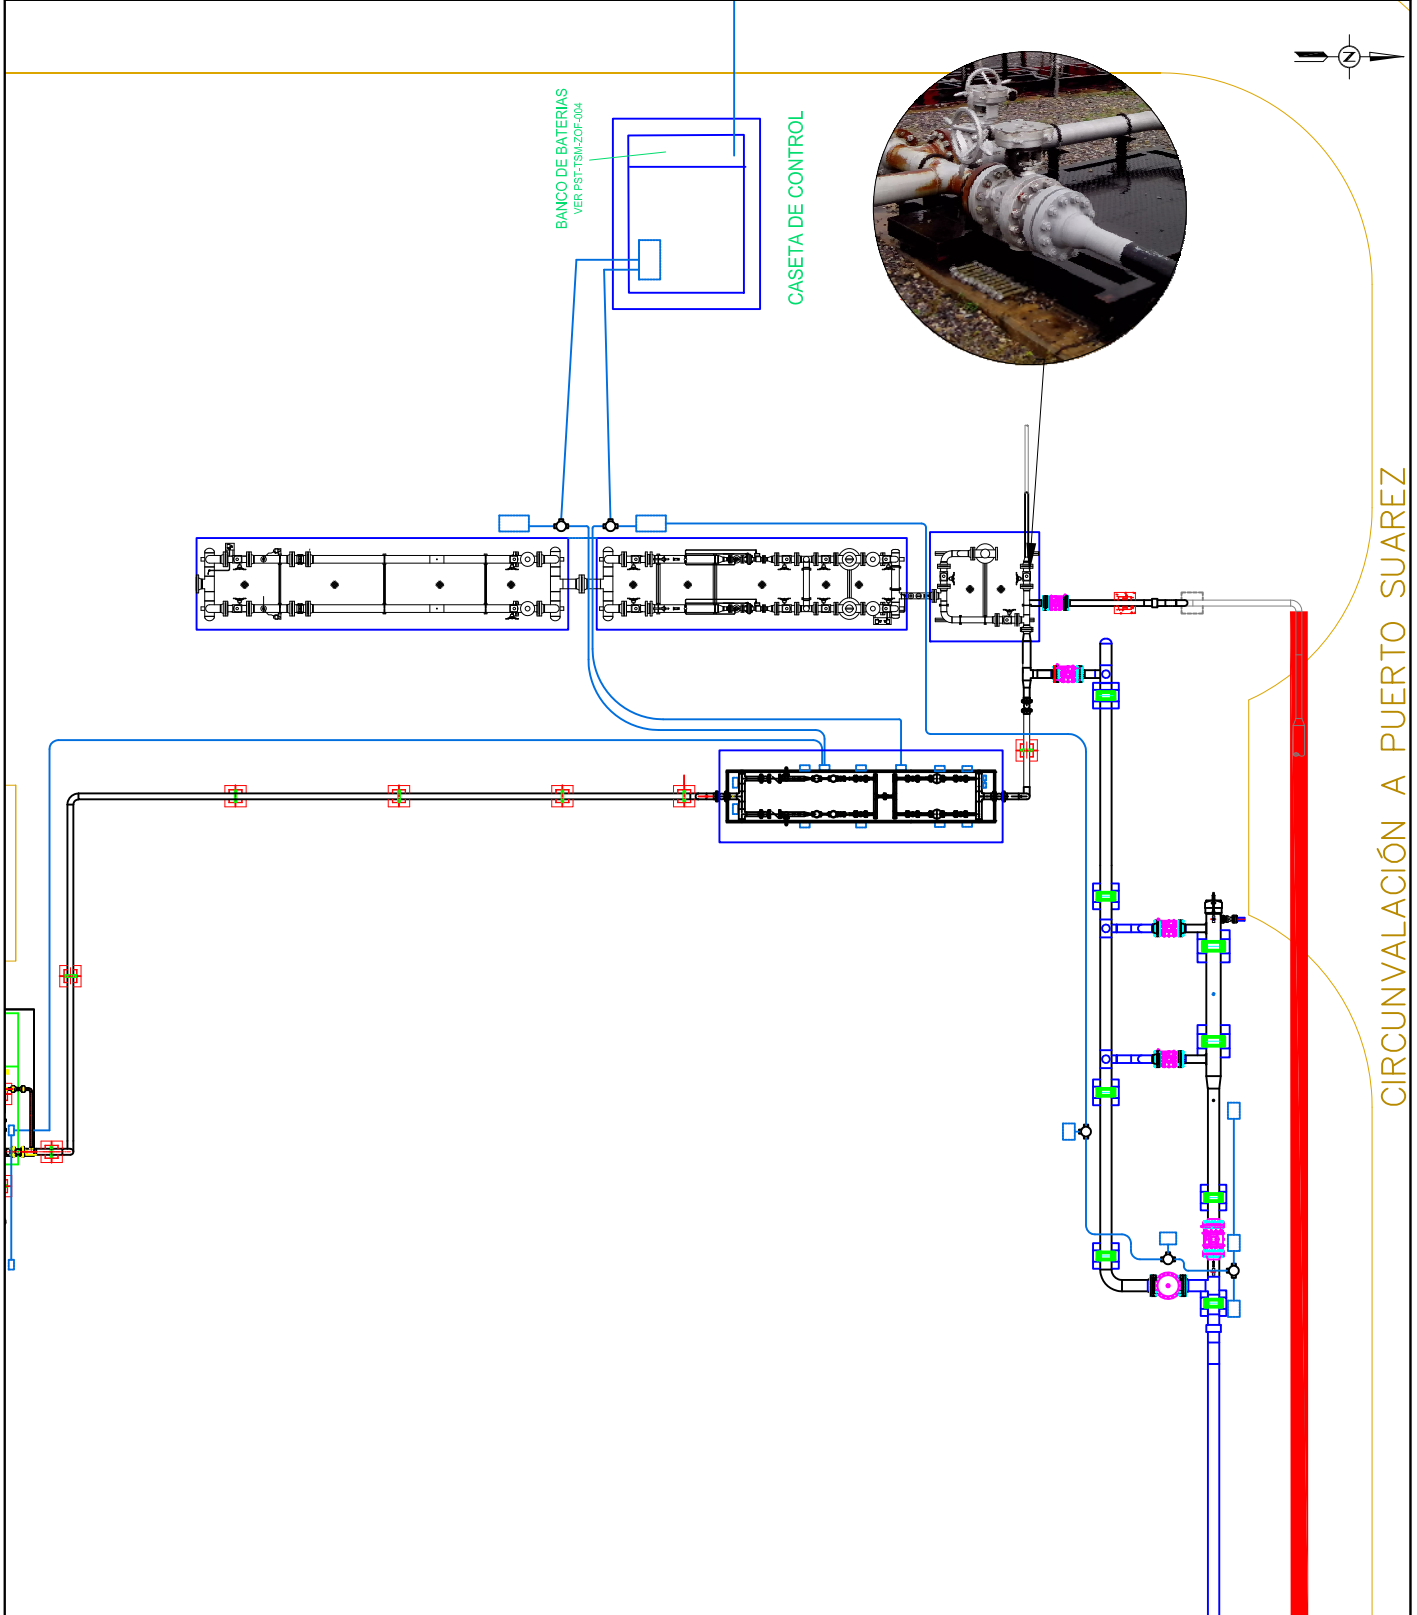 BANCO DE BATERIAS
VER PST-TSM-ZOF-004
CASETA DE CONTROL
N
CIRCUNVALACIÓN A PUERTO SUAREZ